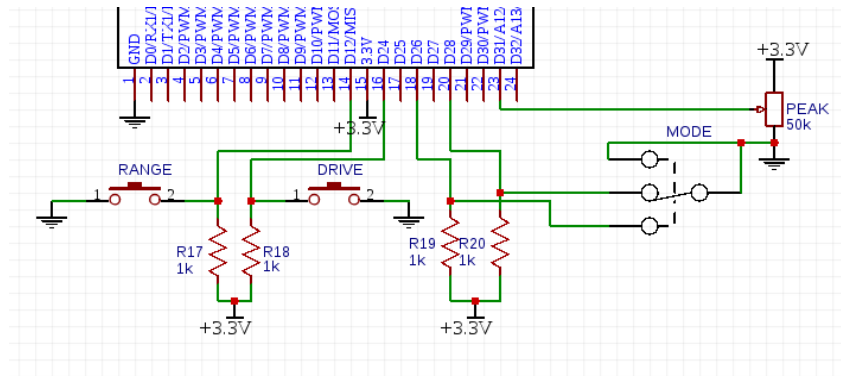 GND
D0/RX1/
D1/TX1/
D2/PWM
D3/PWM
D4/PWM
D5/PWM
D6/PWM
D7/PWM
D8/PWM
D9/PWM
D10/PWI
D11/MO
D12/MIS
3.3V
D24
D25
D26
D27
D28
D29/PWI
D30/PWI
D31/A12/
D32/A13/
1
2
3
4
5
6
7
8
9
10
11
12
13
14
15
16
17
18
19
20
21
22
23
24
+3.3V
PEAK
50k
+3.3V
MODE
RANGE
1
2
DRIVE
1
2
R17
1k
R18
1k
R19
1k
R20
1k
+3.3V
+3.3V